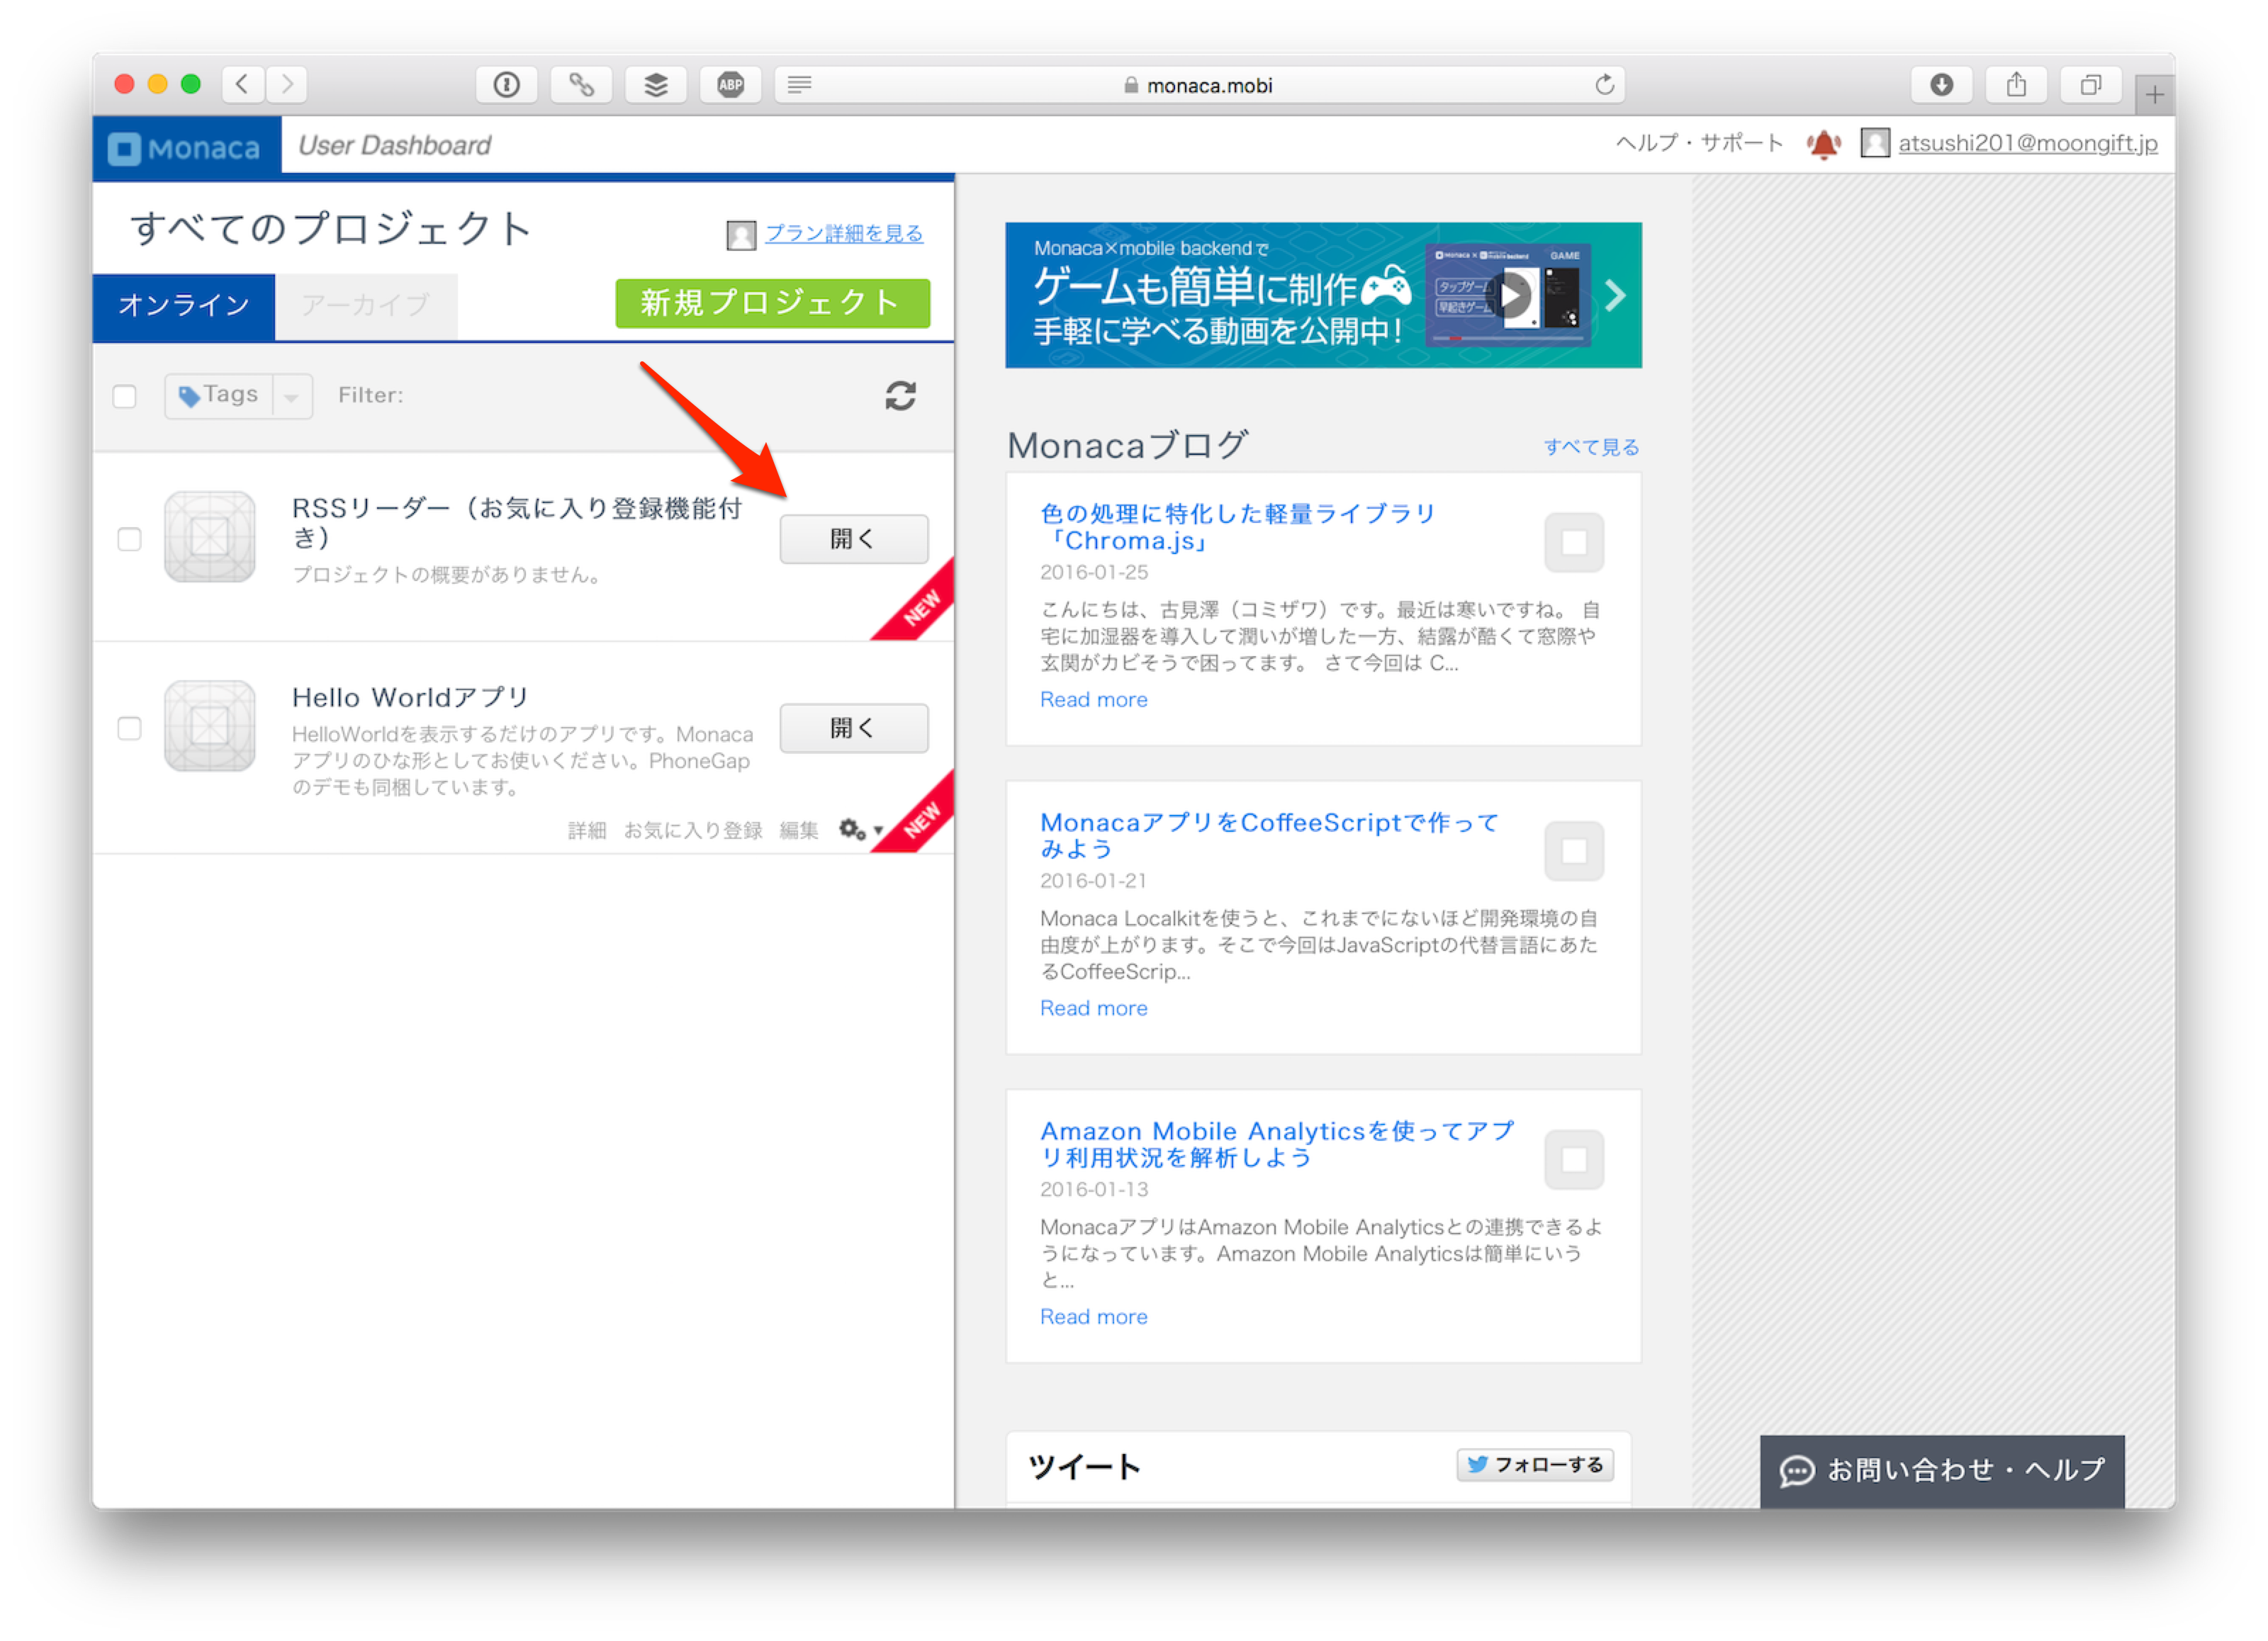 ABP
monaca.mobi
Monaca
User Dashboard
ヘルプ・サポート
atsushi201@moongift.jp
すべてのプロジェクト
プラン詳細を見る
オンライン
アーカイブ
新規プロジェクト
Tags
Filter:
RSSリーダー（お気に入り登録機能付
き）
プロジェクトの概要がありません。
開く
NEW
Hello Worldアプリ
HelloWorldを表示するだけのアプリです。Monaca
アプリのひな形としてお使いください。PhoneGap
のデモも同梱しています。
開く
詳細 お気に入り登録 編集
NEW
Monaca×mobile backendで
ゲームも簡単に制作
手軽に学べる動画を公開中!
monaca × mobile backend
GAME
タップゲーム
早起きゲーム
Monacaブログ
すべて見る
色の処理に特化した軽量ライブラリ
「Chroma.js」
2016-01-25
こんにちは、古見澤（コミザワ）です。最近は寒いですね。 自
宅に加湿器を導入して潤いが増した一方、結露が酷くて窓際や
玄関がカビそうで困ってます。 さて今回は C...
Read more
MonacaアプリをCoffeeScriptで作って
みよう
2016-01-21
Monaca Localkitを使うと、これまでにないほど開発環境の自
由度が上がります。そこで今回はJavaScriptの代替言語にあた
るCoffeeScrip...
Read more
Amazon Mobile Analyticsを使ってアプ
リ利用状況を解析しよう
2016-01-13
MonacaアプリはAmazon Mobile Analyticsとの連携できるよ
うになっています。Amazon Mobile Analyticsは簡単にいう
と...
Read more
ツイート
フォローする
お問い合わせ・ヘルプ